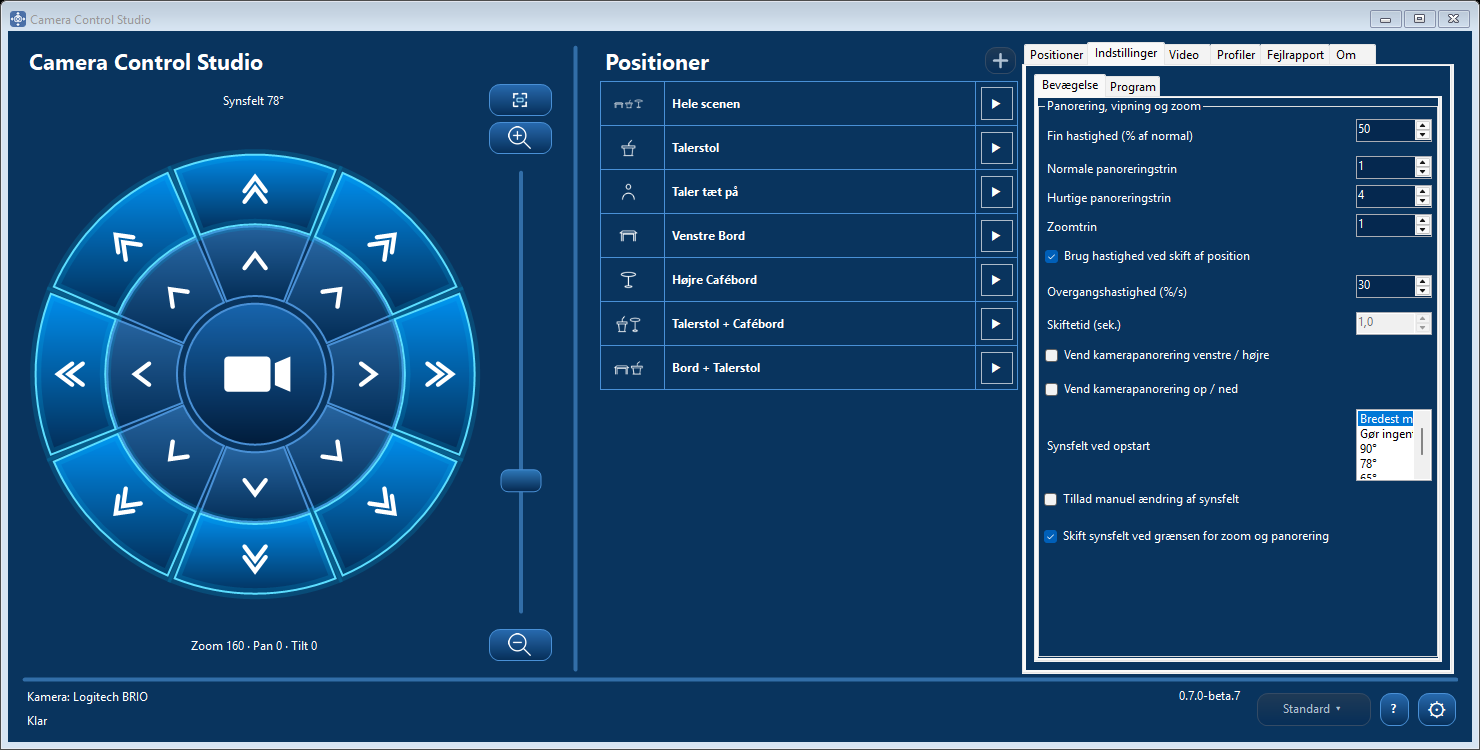 Camera Control Studio
Camera Control Studio
Synsfelt 78°
Zoom 160 · Pan 0 · Tilt 0
Positioner
Hele scenen
Talerstol
Taler tæt på
Venstre Bord
Højre Cafébord
Talerstol + Cafébord
Bord + Talerstol
Positioner Indstillinger Video Profiler Fejlrapport Om
Bevægelse Program
Panorering, vipning og zoom
Fin hastighed (% af normal) 50
Normale panoreringstrin 1
Hurtige panoreringstrin 4
Zoomtrin 1
Brug hastighed ved skift af position
Overgangshastighed (%/s) 30
Skiftetid (sek.) 1,0
Vend kamerapanorering venstre / højre
Vend kamerapanorering op / ned
Synsfelt ved opstart
Bredest m
Gør ingen
90°
78°
65°
Tillad manuel ændring af synsfelt
Skift synsfelt ved grænsen for zoom og panorering
Kamera: Logitech BRIO
Klar
0.7.0-beta.7
Standard
?